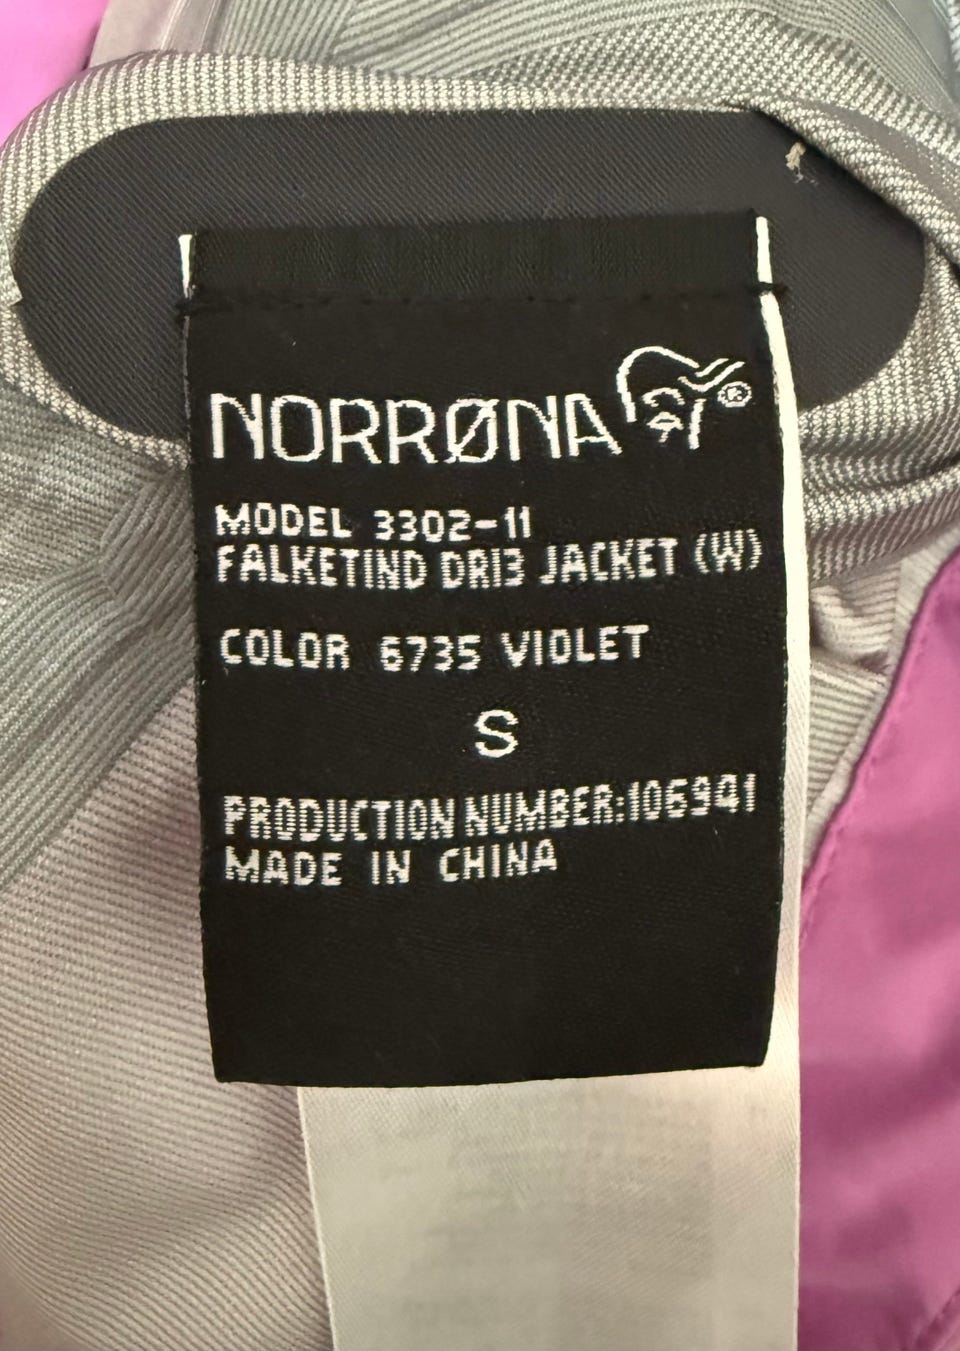 NORRØNA®
MODEL 3302-11
FALKETIND DRI3 JACKET (W)
COLOR 6735 VIOLET
S
PRODUCTION NUMBER:106941
MADE IN CHINA